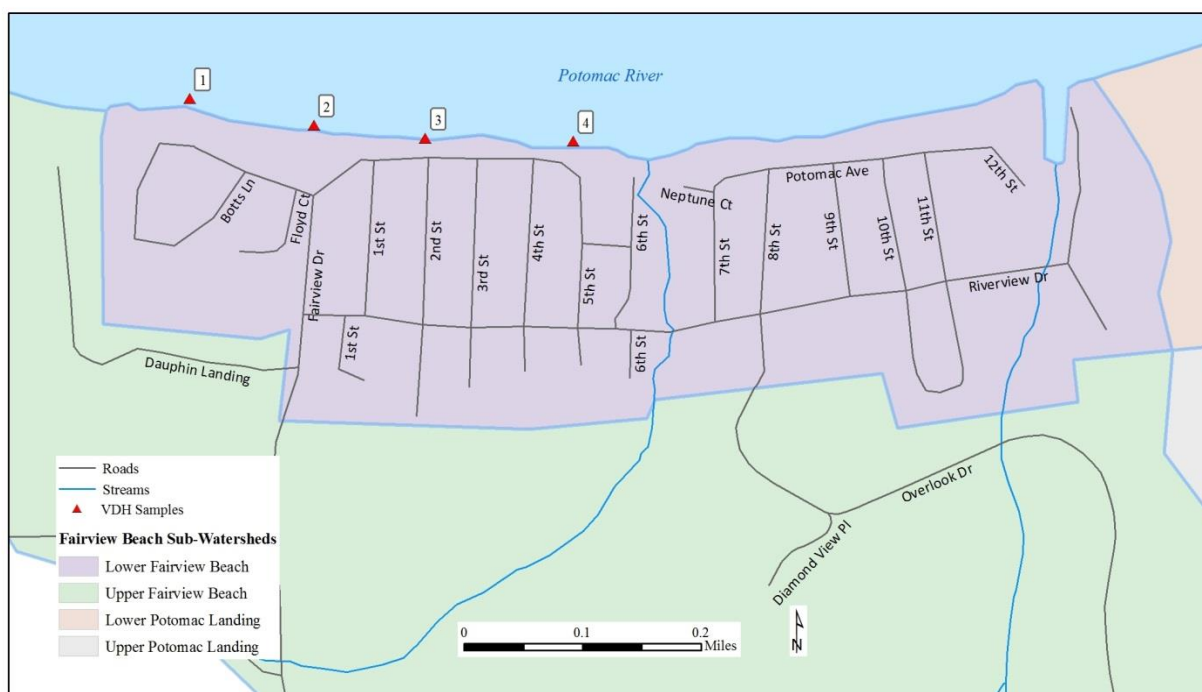 1
2
3
4
Potomac River
Botts Ln
Floyd Ct
Fairview Dr
1st St
2nd St
3rd St
4th St
5th St
6th St
Neptune Ct
7th St
8th St
Potomac Ave
9th St
10th St
11th St
12th St
Riverview Dr
1st St
6th St
Dauphin Landing
Overlook Dr
Diamond View Pl
Roads
Streams
VDH Samples
Fairview Beach Sub-Watersheds
Lower Fairview Beach
Upper Fairview Beach
Lower Potomac Landing
Upper Potomac Landing
0 0.1 0.2
Miles
N